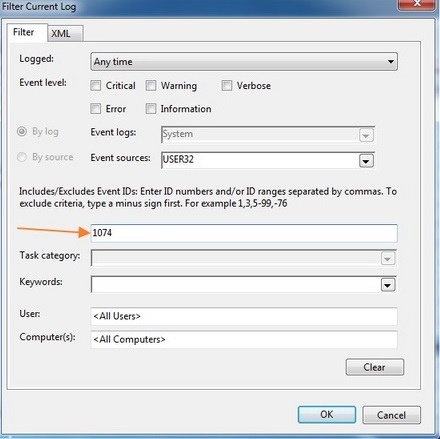 Filter Current Log
Filter XML
Logged: Any time
Event level: Critical Warning Verbose
Error Information
By log Event logs: System
By source Event sources: USER32
Includes/Excludes Event IDs: Enter ID numbers and/or ID ranges separated by commas. To
exclude criteria, type a minus sign first. For example 1,3,5-99,-76
1074
Task category:
Keywords:
User: <All Users>
Computer(s): <All Computers>
Clear
OK Cancel